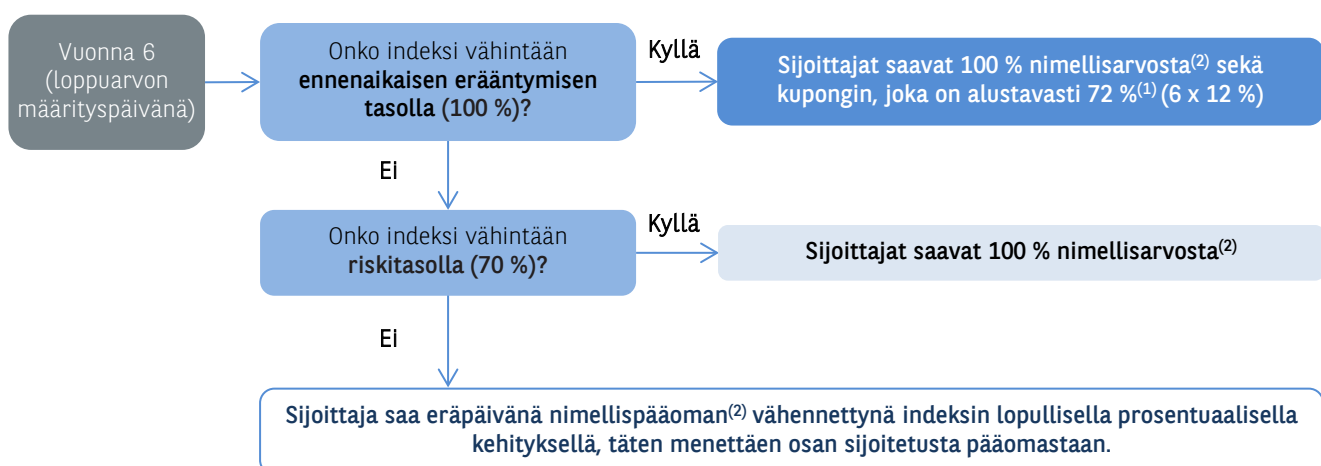 Vuonna 6
(loppuarvon
määrityspäivänä)
Onko indeksi vähintään
ennenaikaisen erääntymisen
tasolla (100 %)?
Kyllä
Sijoittajat saavat 100 % nimellisarvosta(2) sekä
kupongin, joka on alustavasti 72 %(1) (6 x 12 %)
Ei
Onko indeksi vähintään
riskitasolla (70 %)?
Kyllä
Sijoittajat saavat 100 % nimellisarvosta(2)
Ei
Sijoittaja saa eräpäivänä nimellispääoman(2) vähennettynä indeksin lopullisella prosentuaalisella
kehityksellä, täten menettäen osan sijoitetusta pääomastaan.